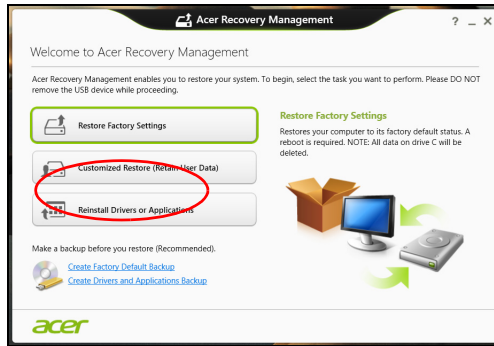 Acer Recovery Management
? _ X
Welcome to Acer Recovery Management
Acer Recovery Management enables you to restore your system. To begin, select the task you want to perform. Please DO NOT
remove the USB device while proceeding.
Restore Factory Settings
Customized Restore (Retain User Data)
Reinstall Drivers or Applications
Restore Factory Settings
Restores your computer to its factory default status. A
reboot is required. NOTE: All data on drive C will be
deleted.
Make a backup before you restore (Recommended).
Create Factory Default Backup
Create Drivers and Applications Backup
acer